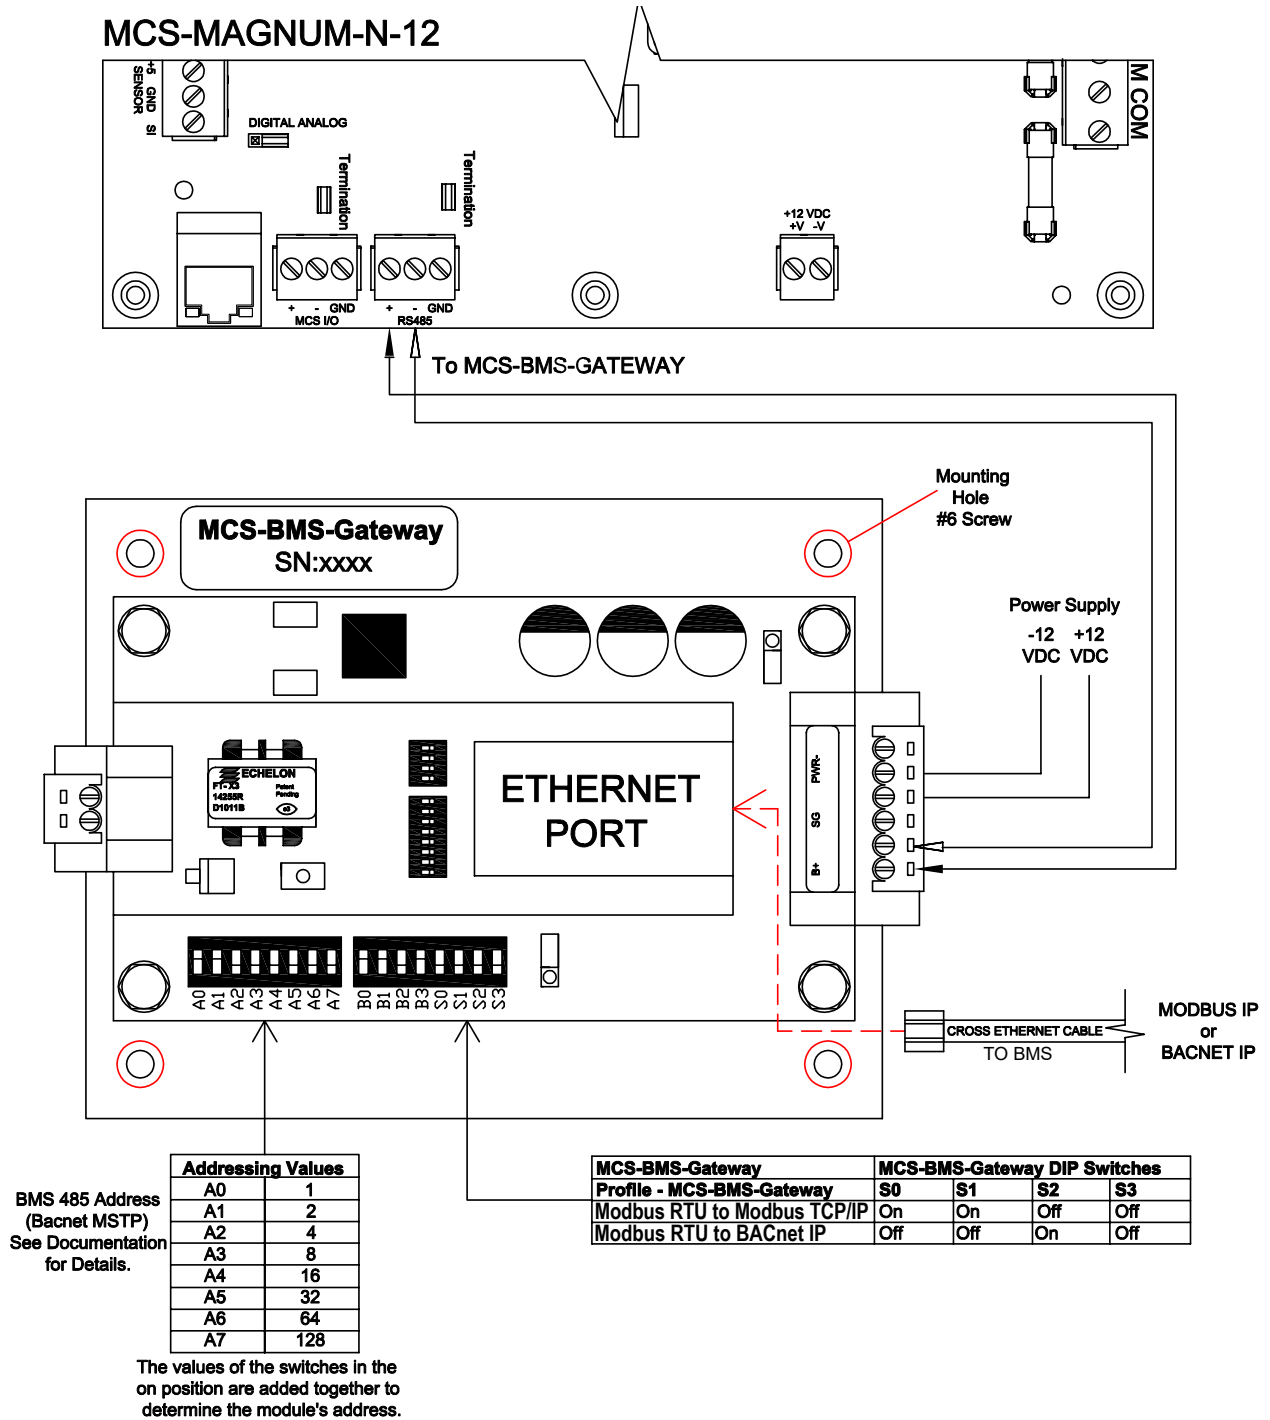 MCS-MAGNUM-N-12
+5 GND SI
SENSOR
DIGITAL ANALOG
Termination
Termination
M COM
+12 VDC
+V -V
+ - GND
MCS I/O
+ - GND
RS485
To MCS-BMS-GATEWAY
Mounting
Hole
#6 Screw
MCS-BMS-Gateway
SN:xxxx
Power Supply
-12 +12
VDC VDC
ECHELON
FT-X3
14255R
D1011B
Patent
Pending
e3
ETHERNET
PORT
PWR-
SG
B+
A0 A1 A2 A3 A4 A5 A6 A7
B0 B1 B2 B3 S0 S1 S2 S3
CROSS ETHERNET CABLE
TO BMS
MODBUS IP
or
BACNET IP
BMS 485 Address
(Bacnet MSTP)
See Documentation
for Details.
Addressing Values
A0 1
A1 2
A2 4
A3 8
A4 16
A5 32
A6 64
A7 128
The values of the switches in the
on position are added together to
determine the module's address.
MCS-BMS-Gateway MCS-BMS-Gateway DIP Switches
Profile - MCS-BMS-Gateway S0 S1 S2 S3
Modbus RTU to Modbus TCP/IP On On Off Off
Modbus RTU to BACnet IP Off Off On Off